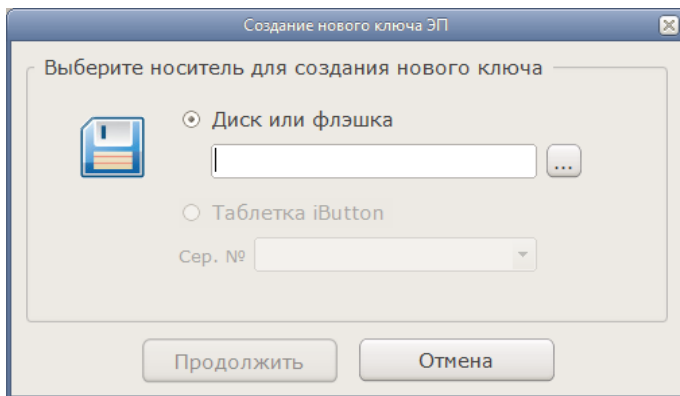 Создание нового ключа ЭП
Выберите носитель для создания нового ключа
Диск или флэшка
...
Таблетка iButton
Сер. №
Продолжить
Отмена